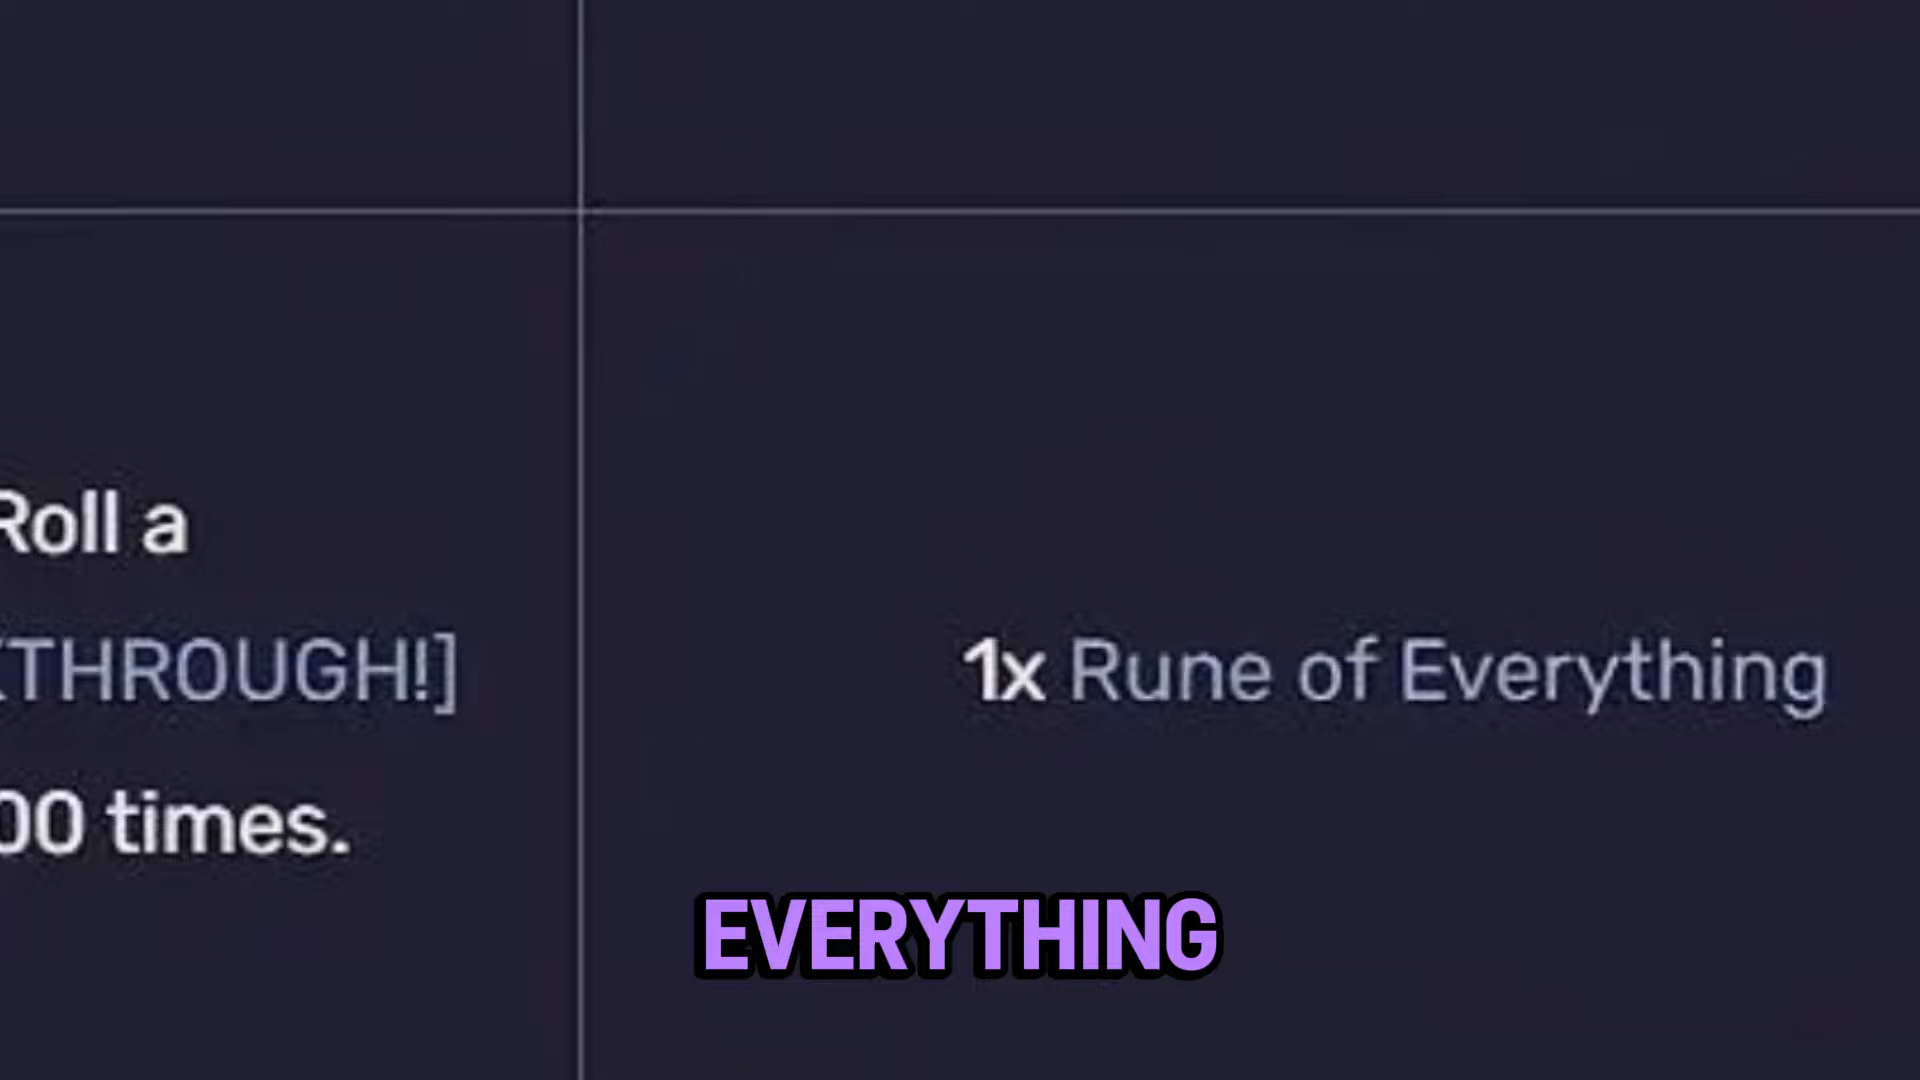 Roll a
THROUGH!]
00 times.
1x Rune of Everything
EVERYTHING